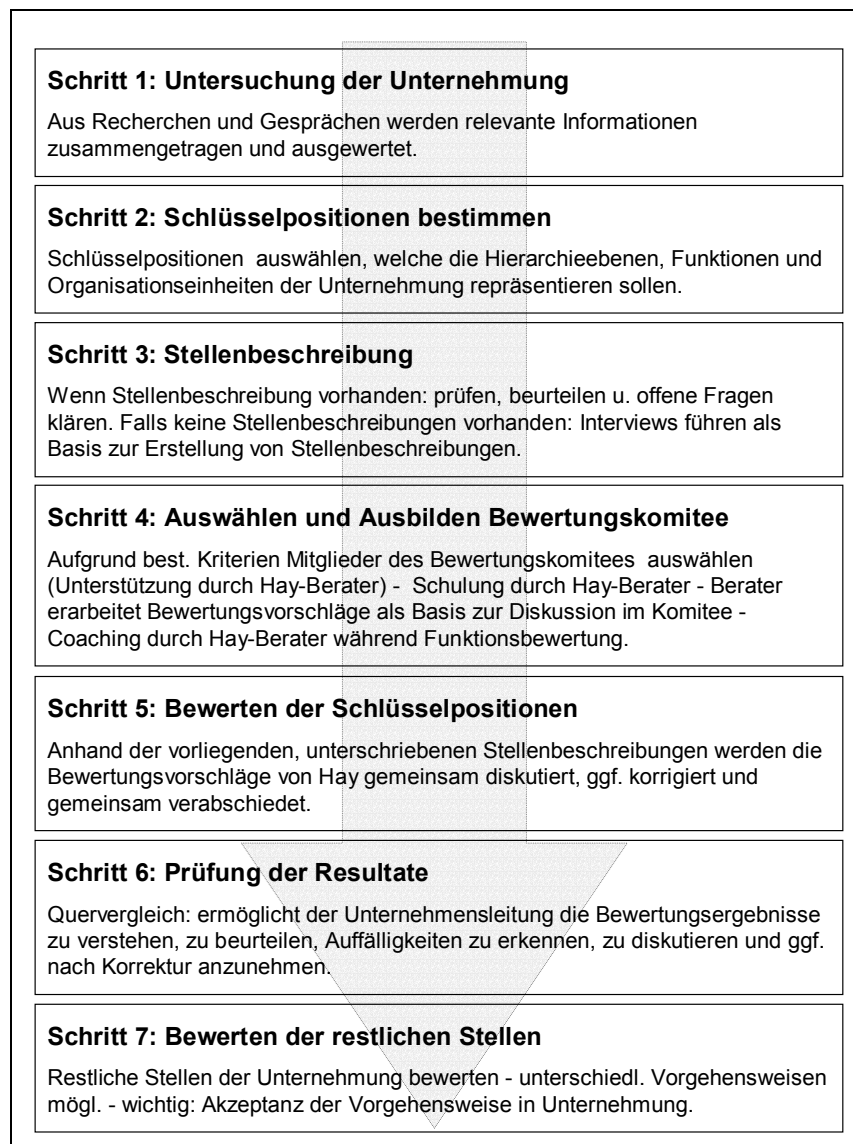 Schritt 1: Untersuchung der Unternehmung
Aus Recherchen und Gesprächen werden relevante Informationen
zusammengetragen und ausgewertet.
Schritt 2: Schlüsselpositionen bestimmen
Schlüsselpositionen auswählen, welche die Hierarchieebenen, Funktionen und
Organisationseinheiten der Unternehmung repräsentieren sollen.
Schritt 3: Stellenbeschreibung
Wenn Stellenbeschreibung vorhanden: prüfen, beurteilen u. offene Fragen
klären. Falls keine Stellenbeschreibungen vorhanden: Interviews führen als
Basis zur Erstellung von Stellenbeschreibungen.
Schritt 4: Auswählen und Ausbilden Bewertungskomitee
Aufgrund best. Kriterien Mitglieder des Bewertungskomitees auswählen
(Unterstützung durch Hay-Berater) - Schulung durch Hay-Berater - Berater
erarbeitet Bewertungsvorschläge als Basis zur Diskussion im Komitee -
Coaching durch Hay-Berater während Funktionsbewertung.
Schritt 5: Bewerten der Schlüsselpositionen
Anhand der vorliegenden, unterschriebenen Stellenbeschreibungen werden die
Bewertungsvorschläge von Hay gemeinsam diskutiert, ggf. korrigiert und
gemeinsam verabschiedet.
Schritt 6: Prüfung der Resultate
Quervergleich: ermöglicht der Unternehmensleitung die Bewertungsergebnisse
zu verstehen, zu beurteilen, Auffälligkeiten zu erkennen, zu diskutieren und ggf.
nach Korrektur anzunehmen.
Schritt 7: Bewerten der restlichen Stellen
Restliche Stellen der Unternehmung bewerten - unterschiedl. Vorgehensweisen
mögl. - wichtig: Akzeptanz der Vorgehensweise in Unternehmung.